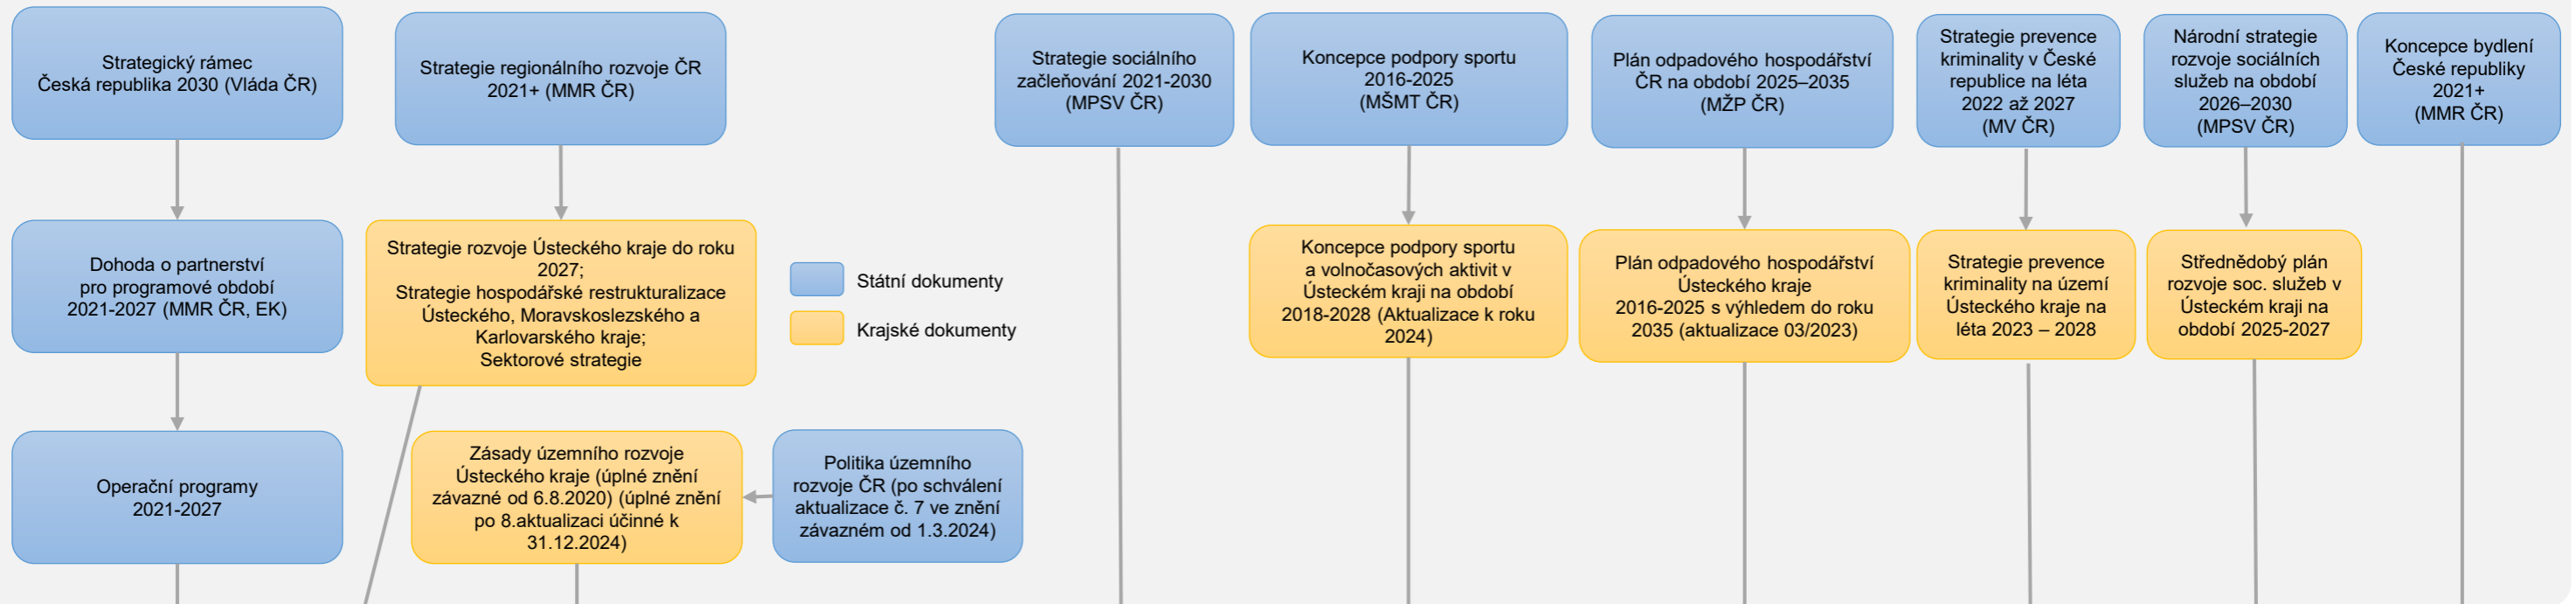 Strategický rámec
Česká republika 2030 (Vláda ČR)
Strategie regionálního rozvoje ČR
2021+ (MMR ČR)
Strategie sociálního
začleňování 2021-2030
(MPSV ČR)
Koncepce podpory sportu
2016-2025
(MŠMT ČR)
Plán odpadového hospodářství
ČR na období 2025–2035
(MŽP ČR)
Strategie prevence
kriminality v České
republice na léta
2022 až 2027
(MV ČR)
Národní strategie
rozvoje sociálních
služeb na období
2026–2030
(MPSV ČR)
Koncepce bydlení
České republiky
2021+
(MMR ČR)
Dohoda o partnerství
pro programové období
2021-2027 (MMR ČR, EK)
Strategie rozvoje Ústeckého kraje do roku
2027;
Strategie hospodářské restrukturalizace
Ústeckého, Moravskoslezského a
Karlovarského kraje;
Sektorové strategie
Státní dokumenty
Krajské dokumenty
Koncepce podpory sportu
a volnočasových aktivit v
Ústeckém kraji na období
2018-2028 (Aktualizace k roku
2024)
Plán odpadového hospodářství
Ústeckého kraje
2016-2025 s výhledem do roku
2035 (aktualizace 03/2023)
Strategie prevence
kriminality na území
Ústeckého kraje na
léta 2023 – 2028
Střednědobý plán
rozvoje soc. služeb v
Ústeckém kraji na
období 2025-2027
Operační programy
2021-2027
Zásady územního rozvoje
Ústeckého kraje (úplné znění
závazné od 6.8.2020) (úplné znění
po 8.aktualizaci účinné k
31.12.2024)
Politika územního
rozvoje ČR (po schválení
aktualizace č. 7 ve znění
závazném od 1.3.2024)